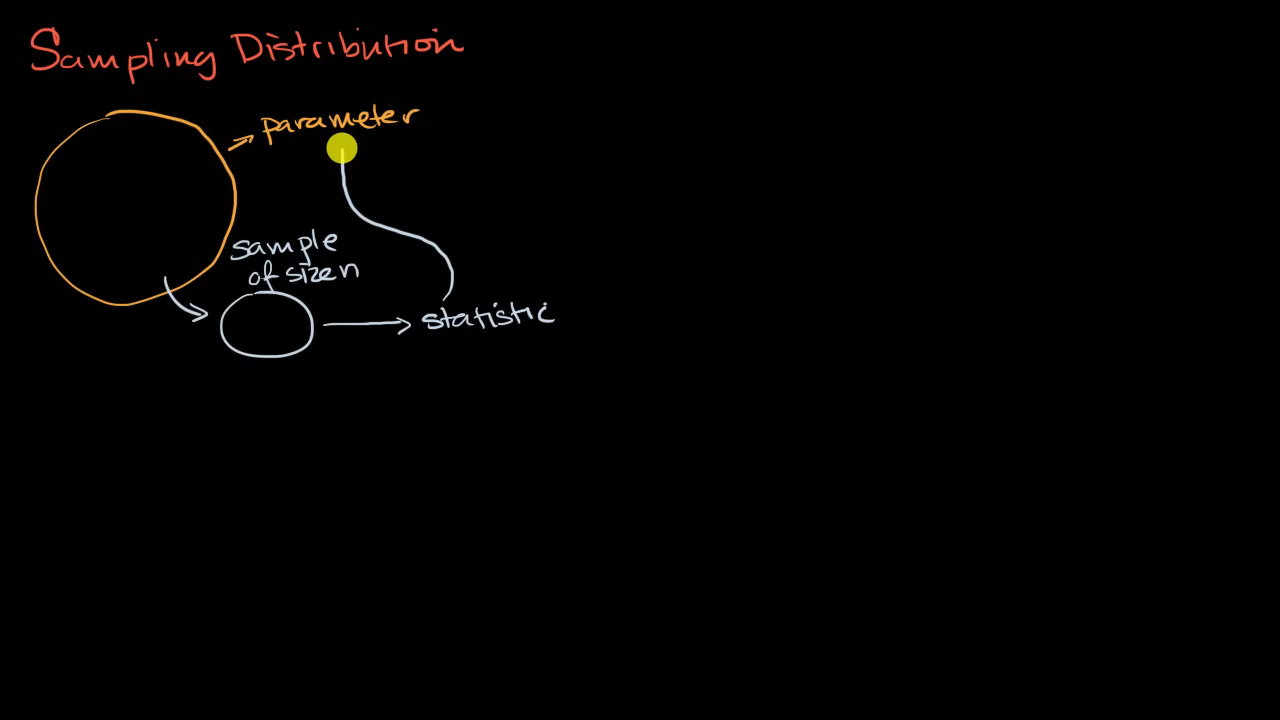 Sampling Distribution
parameter
sample
of size n
statistic